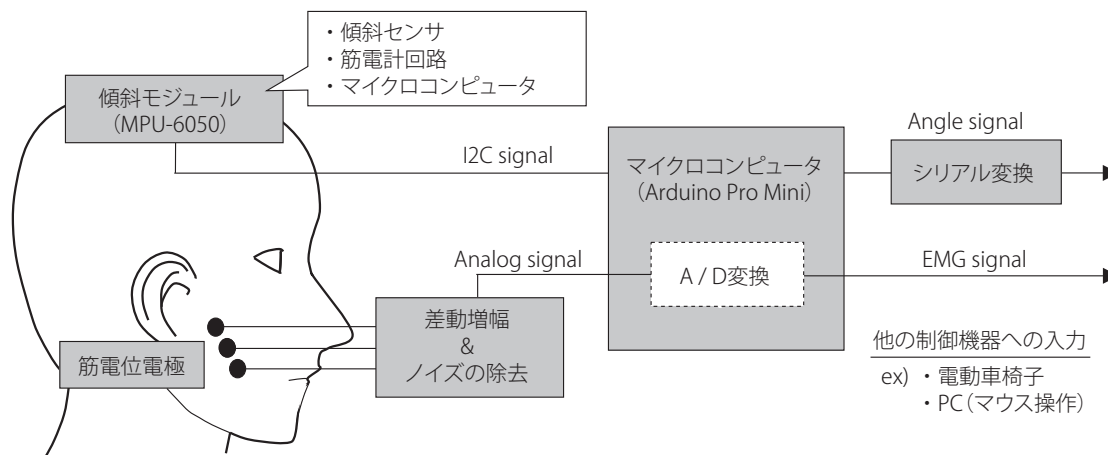 ・傾斜センサ
・筋電計回路
・マイクロコンピュータ
傾斜モジュール
（MPU-6050）
I2C signal
マイクロコンピュータ
（Arduino Pro Mini）
Angle signal
シリアル変換
Analog signal
A / D変換
EMG signal
差動増幅
&
ノイズの除去
筋電位電極
他の制御機器への入力
ex) ・電動車椅子
・PC（マウス操作）